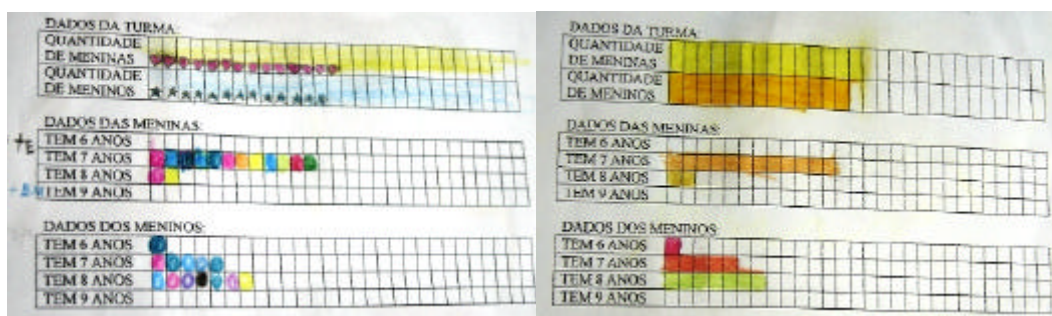 DADOS DA TURMA:
QUANTIDADE
DE MENINAS
QUANTIDADE
DE MENINOS
DADOS DAS MENINAS:
TEM 6 ANOS
TEM 7 ANOS
TEM 8 ANOS
TEM 9 ANOS
DADOS DOS MENINOS:
TEM 6 ANOS
TEM 7 ANOS
TEM 8 ANOS
TEM 9 ANOS
DADOS DA TURMA:
QUANTIDADE
DE MENINAS
QUANTIDADE
DE MENINOS
DADOS DAS MENINAS:
TEM 6 ANOS
TEM 7 ANOS
TEM 8 ANOS
TEM 9 ANOS
DADOS DOS MENINOS:
TEM 6 ANOS
TEM 7 ANOS
TEM 8 ANOS
TEM 9 ANOS